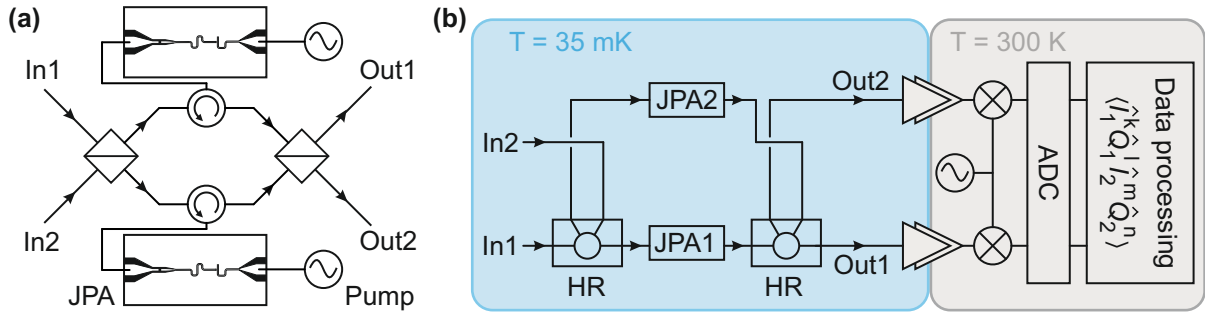 (a)
In1
Out1
In2
Out2
JPA
Pump
(b)
T = 35 mK
T = 300 K
Out2
JPA2
In2
In1
JPA1
Out1
HR
HR
ADC
Data processing
⟨Î₁ᵏQ̂₁ˡÎ₂ᵐQ̂₂ⁿ⟩